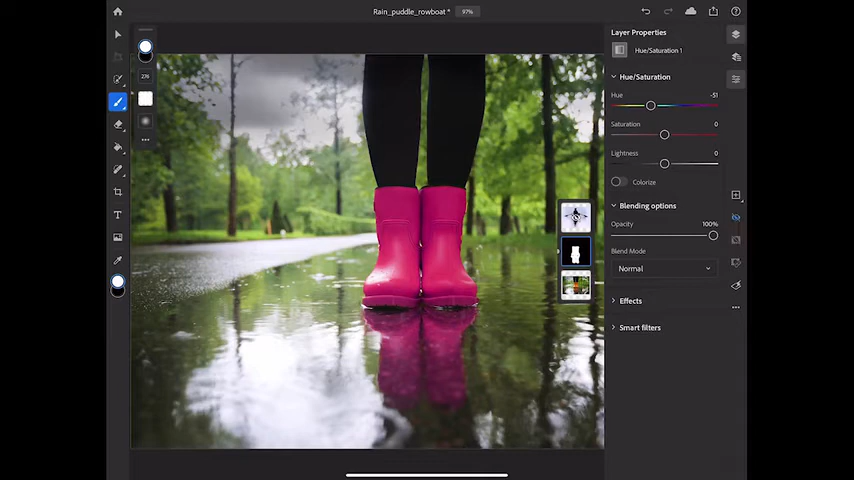 Rain_puddle_rowboat * 97%
Layer Properties
Hue/Saturation 1
Hue/Saturation
Hue -51
Saturation 0
Lightness 0
Colorize
Blending options
Opacity 100%
Blend Mode
Normal
Effects
Smart filters
276
T